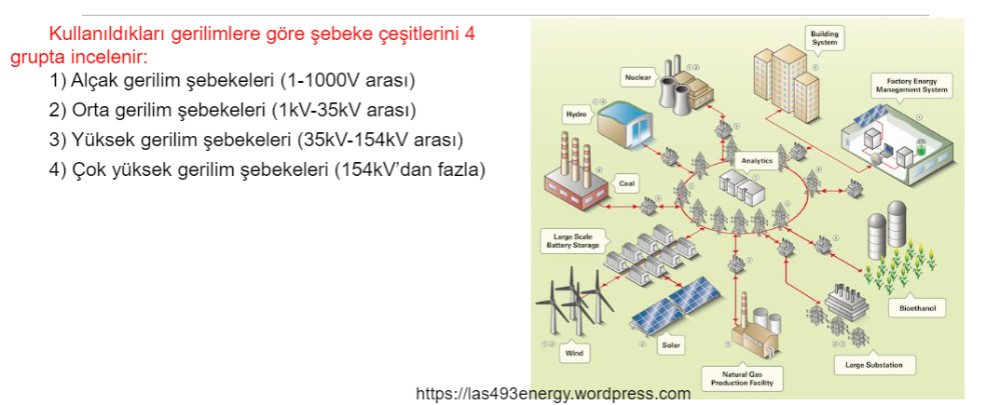 Kullanıldıkları gerilimlere göre şebeke çeşitlerini 4
grupta incelenir:
1) Alçak gerilim şebekeleri (1-1000V arası)
2) Orta gerilim şebekeleri (1kV-35kV arası)
3) Yüksek gerilim şebekeleri (35kV-154kV arası)
4) Çok yüksek gerilim şebekeleri (154kV’dan fazla)
Building
System
Nuclear
Factory Energy
Management System
Hydro
Analytics
Coal
Large Scale
Battery Storage
Bioethanol
Solar
Wind
Large Substation
Natural Gas
Production Facility
https://las493energy.wordpress.com